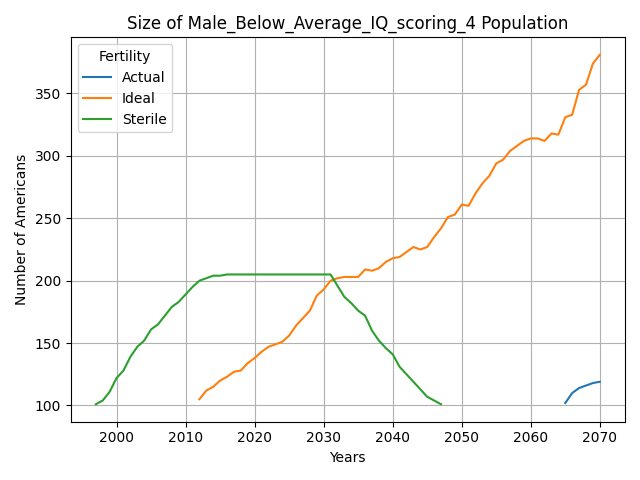 Size of Male_Below_Average_IQ_scoring_4 Population
Fertility
Actual
Ideal
Sterile
Number of Americans
350
300
250
200
150
100
2000 2010 2020 2030 2040 2050 2060 2070
Years